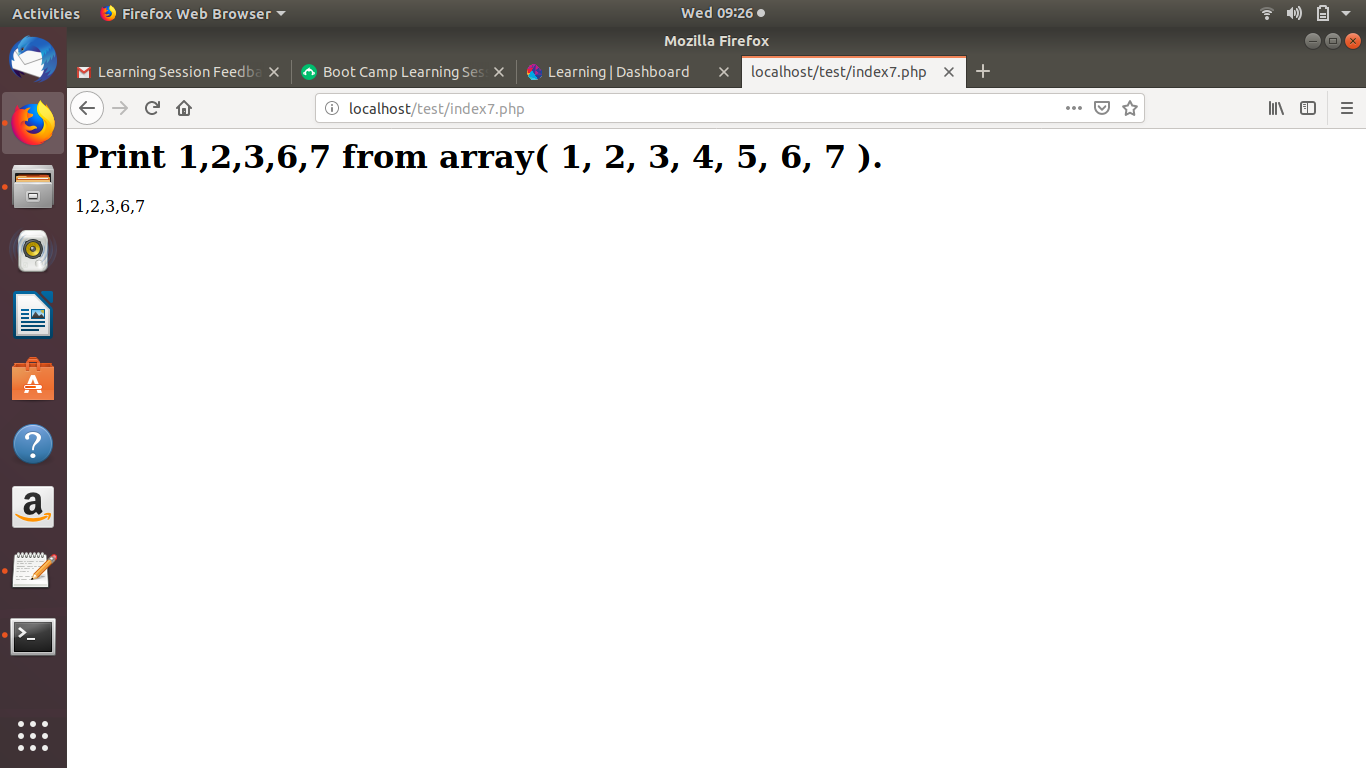 Activities Firefox Web Browser Wed 09:26
Mozilla Firefox
Learning Session Feedba Boot Camp Learning Ses Learning | Dashboard localhost/test/index7.php
localhost/test/index7.php
Print 1,2,3,6,7 from array( 1, 2, 3, 4, 5, 6, 7 ).
1,2,3,6,7